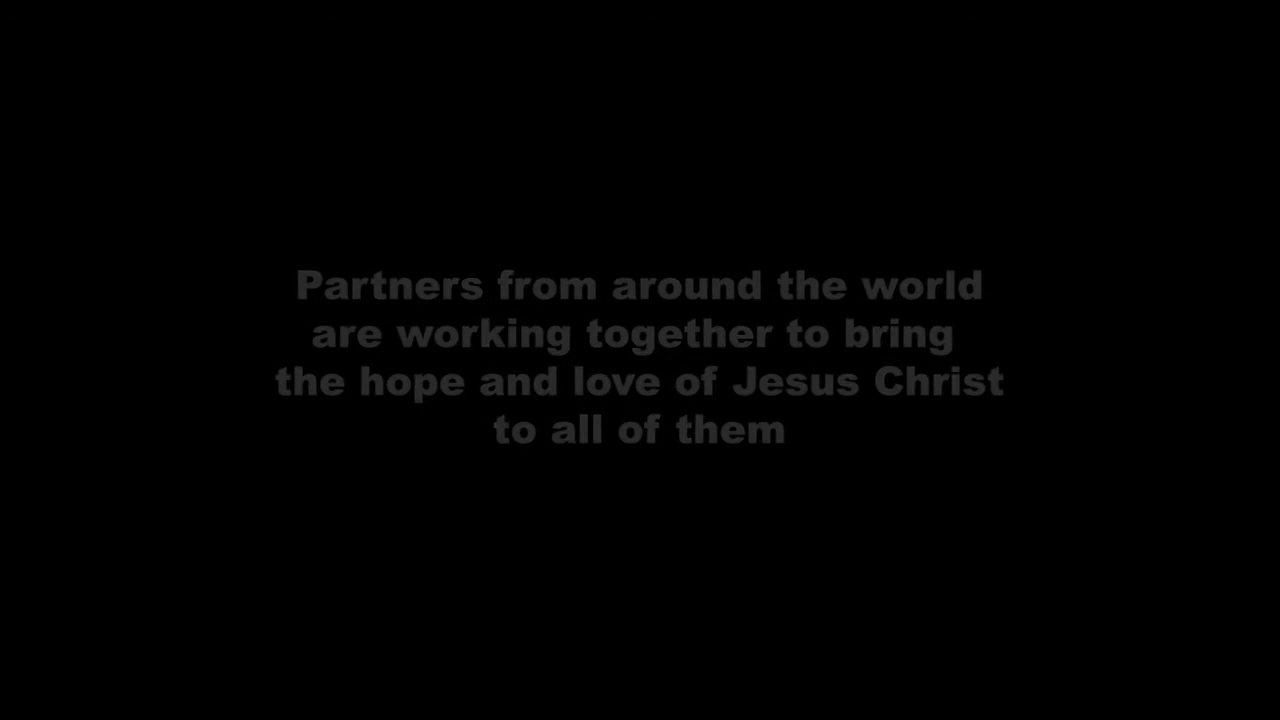 Partners from around the world
are working together to bring
the hope and love of Jesus Christ
to all of them